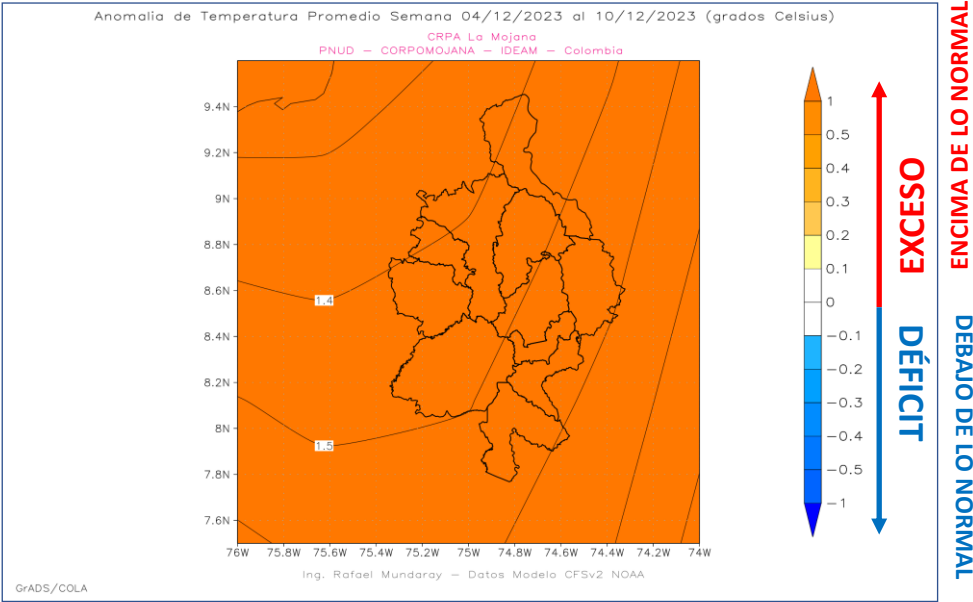 Anomalia de Temperatura Promedio Semana 04/12/2023 al 10/12/2023 (grados Celsius)
CRPA La Mojana
PNUD – CORPOMOJANA – IDEAM – Colombia
9.4N
9.2N
9N
8.8N
8.6N
8.4N
8.2N
8N
7.8N
7.6N
1.4
1.5
76W 75.8W 75.6W 75.4W 75.2W 75W 74.8W 74.6W 74.4W 74.2W 74W
Ing. Rafael Mundaray – Datos Modelo CFSv2 NOAA
GrADS/COLA
1
0.5
0.4
0.3
0.2
0.1
0
−0.1
−0.2
−0.3
−0.4
−0.5
−1
EXCESO
DÉFICIT
ENCIMA DE LO NORMAL
DEBAJO DE LO NORMAL